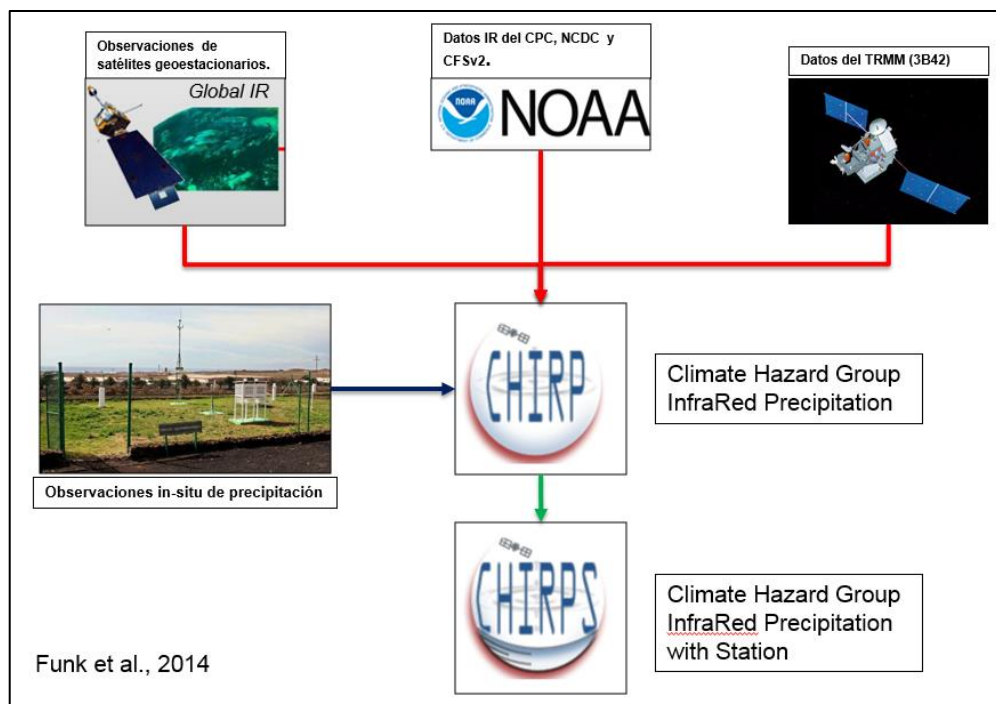 Observaciones de
satélites geoestacionarios.
Global IR
Datos IR del CPC, NCDC y
CFSv2.
NOAA
NOAA
Datos del TRMM (3B42)
CHIRP
Climate Hazard Group
InfraRed Precipitation
Observaciones in-situ de precipitación
CHIRPS
Climate Hazard Group
InfraRed Precipitation
with Station
Funk et al., 2014